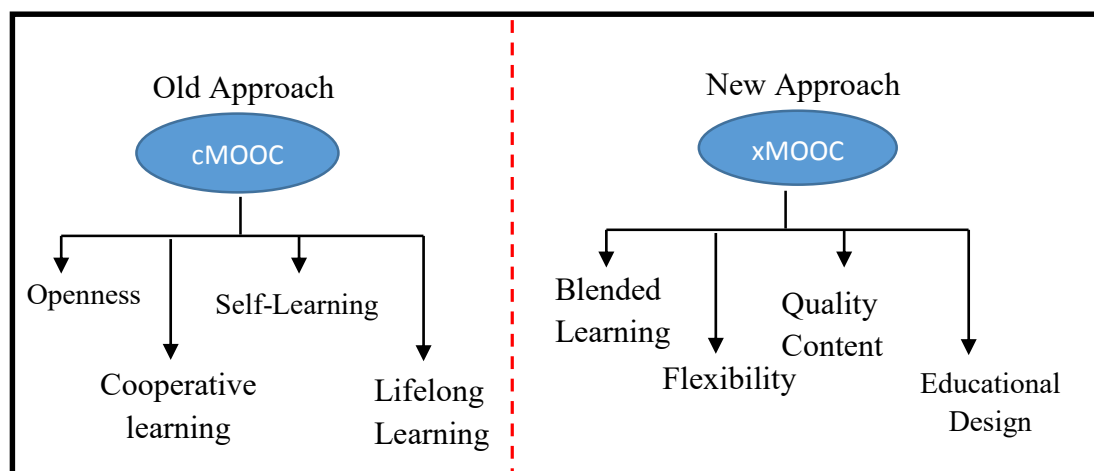 Old Approach
cMOOC
Openness
Self-Learning
Cooperative
learning
Lifelong
Learning
New Approach
xMOOC
Blended
Learning
Quality
Content
Flexibility
Educational
Design